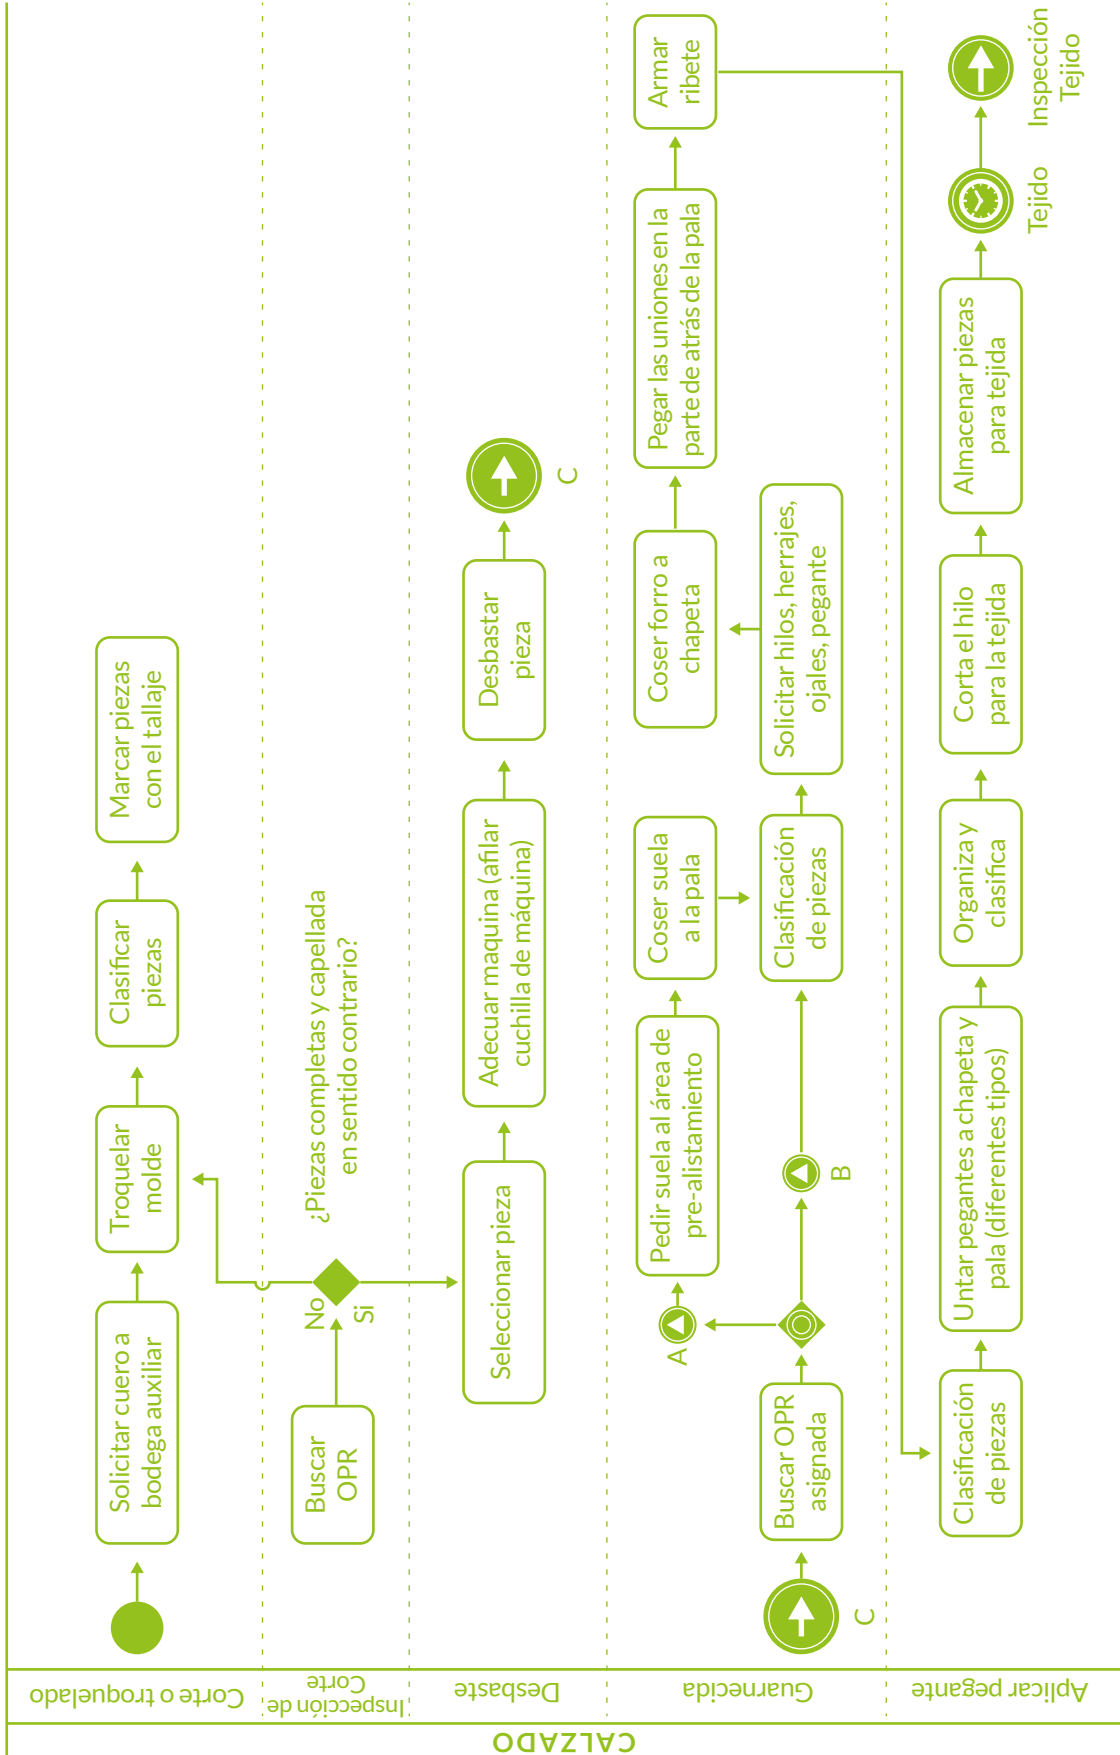 CALZADO
Corte o troquelado
Solicitar cuero a
bodega auxiliar
Troquelar
molde
Clasificar
piezas
Marcar piezas
con el tallaje
Inspección de
Corte
Buscar
OPR
No
Si
¿Piezas completas y capellada
en sentido contrario?
Desbaste
Seleccionar pieza
Adecuar maquina (afilar
cuchilla de máquina)
Desbastar
pieza
C
Guarnecida
C
Buscar OPR
asignada
A
B
Pedir suela al área de
pre-alistamiento
Coser suela
a la pala
Clasificación
de piezas
Solicitar hilos, herrajes,
ojales, pegante
Coser forro a
chapeta
Pegar las uniones en la
parte de atrás de la pala
Armar
ribete
Aplicar pegante
Clasificación
de piezas
Untar pegantes a chapeta y
pala (diferentes tipos)
Organiza y
clasifica
Corta el hilo
para la tejida
Almacenar piezas
para tejida
Tejido
Inspección
Tejido